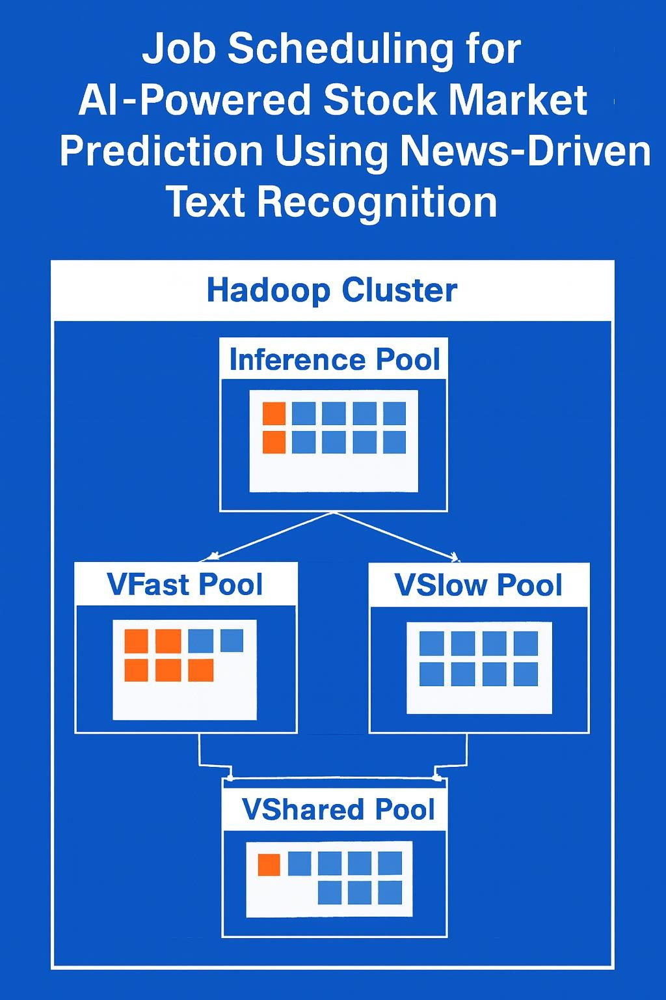 Job Scheduling for
AI-Powered Stock Market
Prediction Using News-Driven
Text Recognition
Hadoop Cluster
Inference Pool
VFast Pool
VSlow Pool
VShared Pool